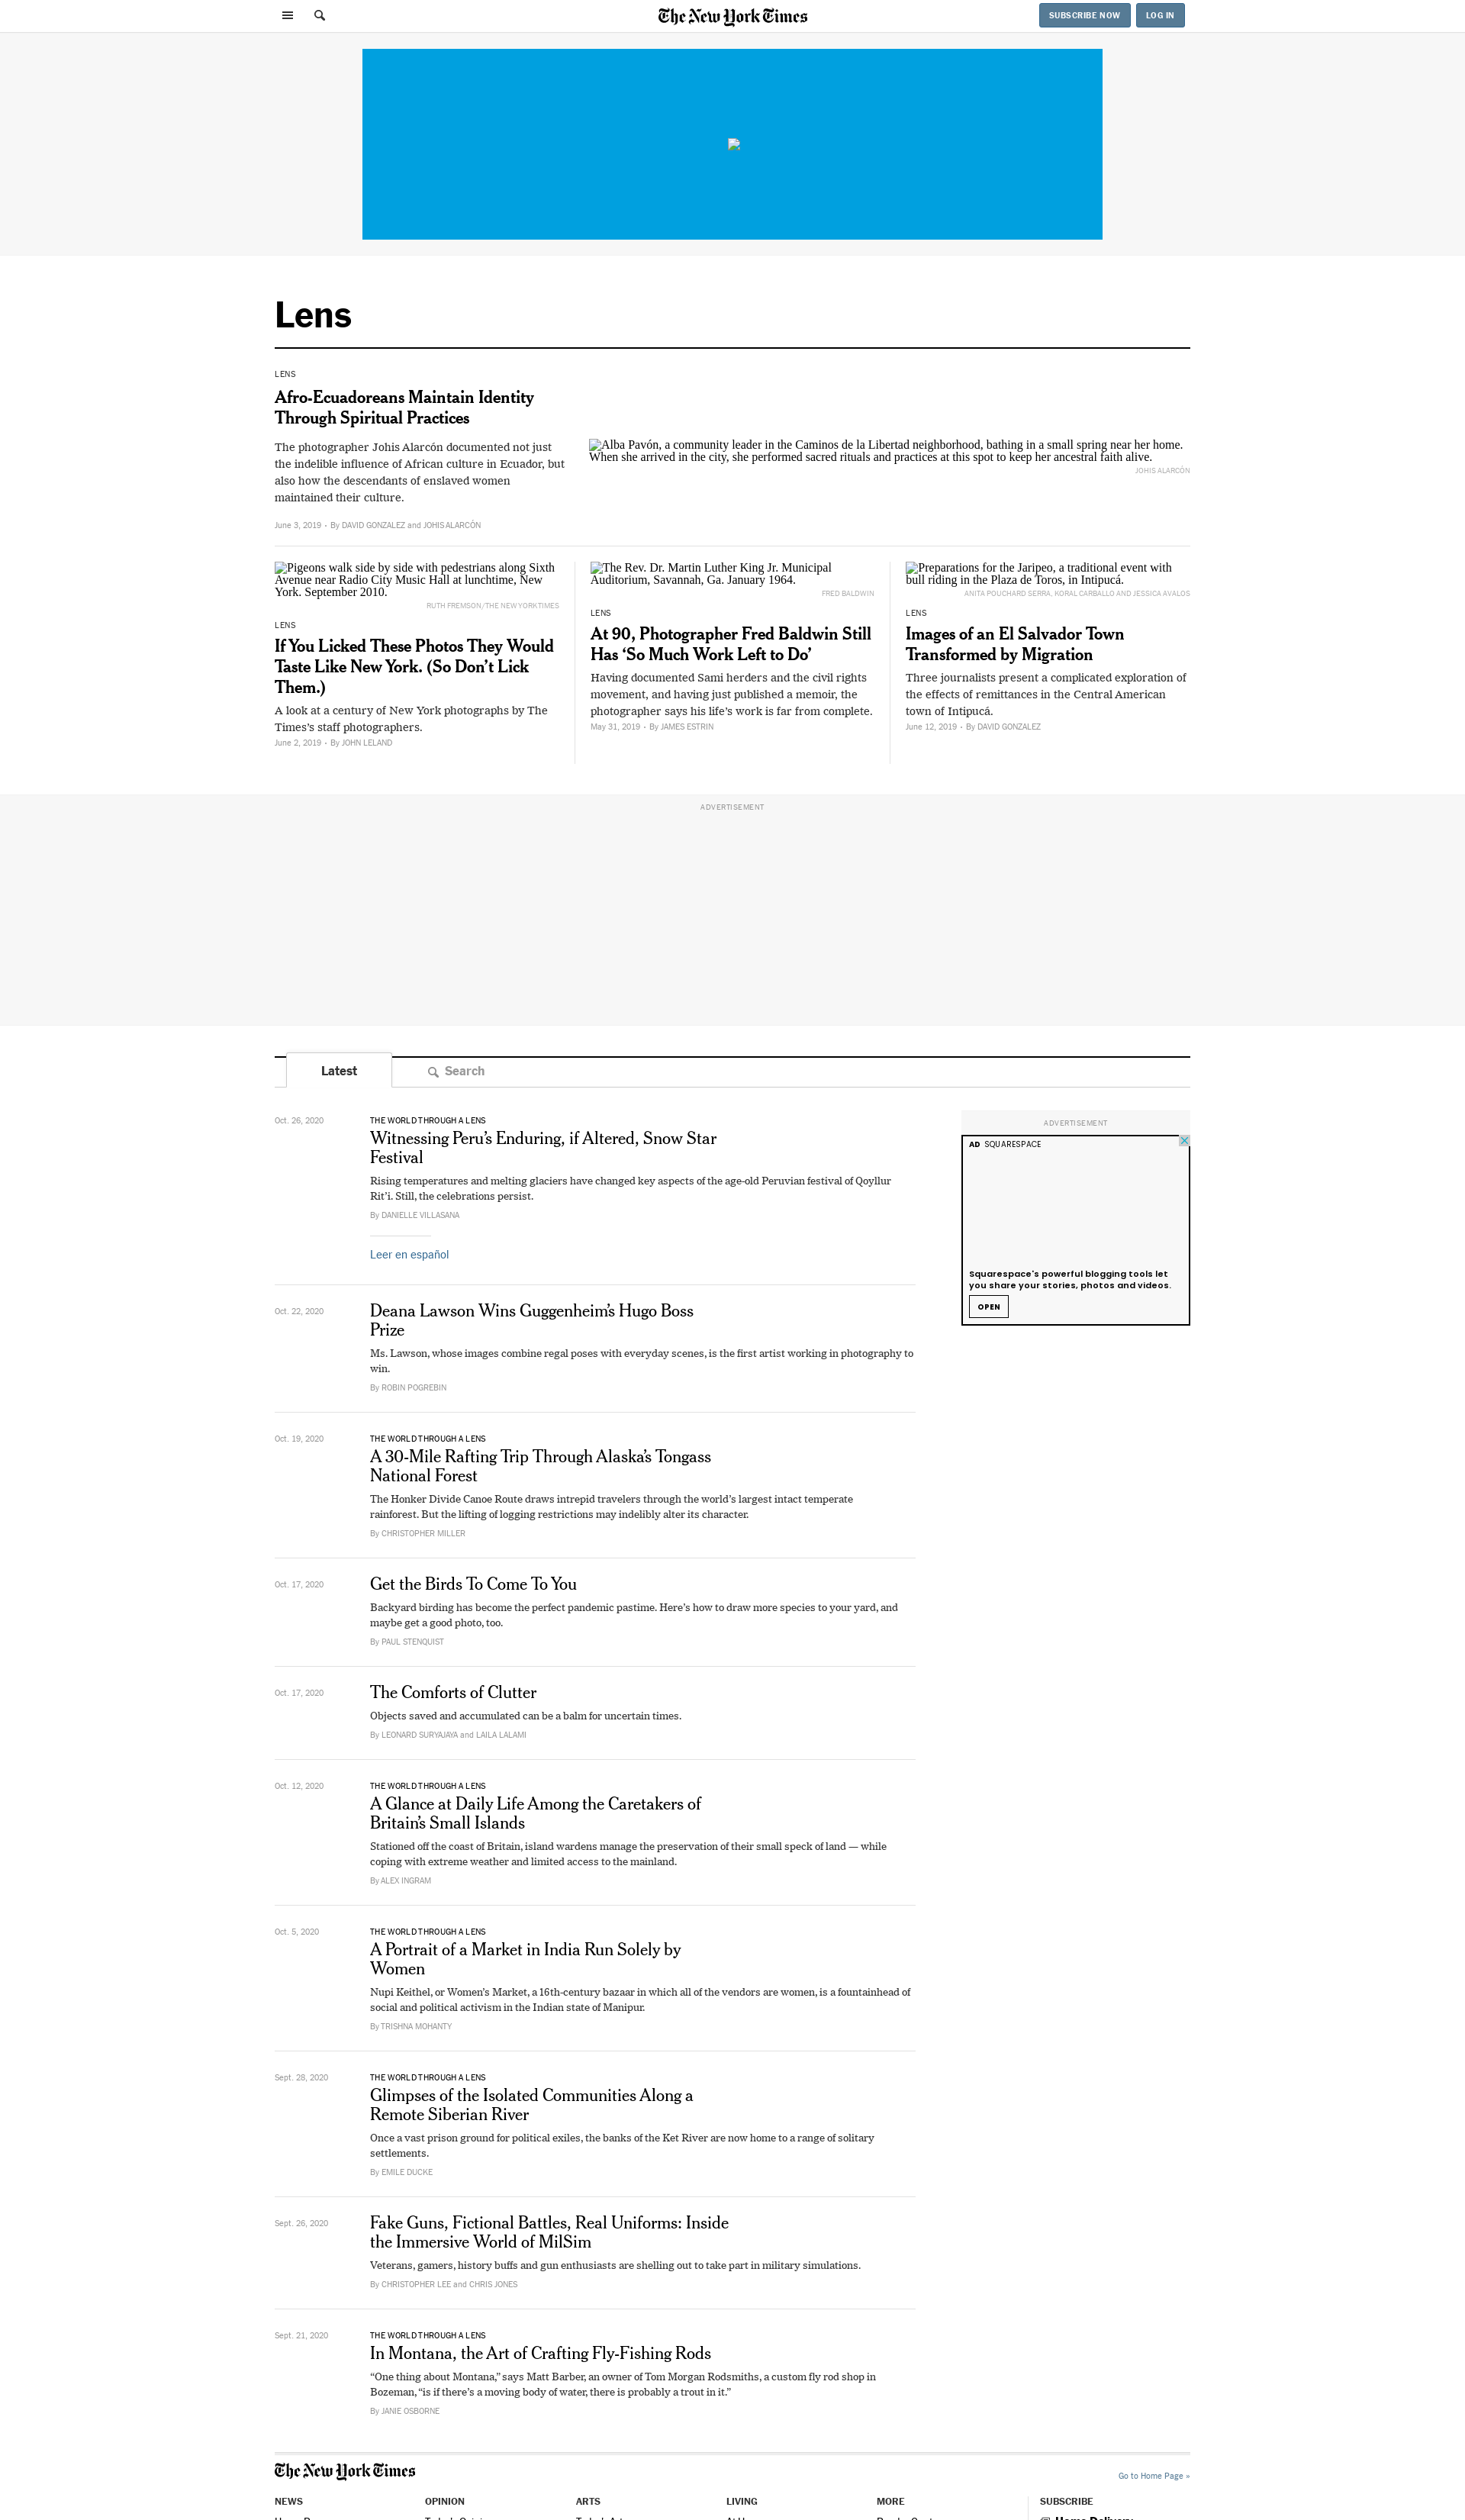 The New York Times
SUBSCRIBE NOW
LOG IN
Lens
LENS
Afro-Ecuadoreans Maintain Identity
Through Spiritual Practices
The photographer Johis Alarcón documented not just
the indelible influence of African culture in Ecuador, but
also how the descendants of enslaved women
maintained their culture.
June 3, 2019 • By DAVID GONZALEZ and JOHIS ALARCÓN
Alba Pavón, a community leader in the Caminos de la Libertad neighborhood, bathing in a small spring near her home.
When she arrived in the city, she performed sacred rituals and practices at this spot to keep her ancestral faith alive.
JOHIS ALARCÓN
Pigeons walk side by side with pedestrians along Sixth
Avenue near Radio City Music Hall at lunchtime, New
York. September 2010.
RUTH FREMSON/THE NEW YORK TIMES
LENS
If You Licked These Photos They Would
Taste Like New York. (So Don’t Lick
Them.)
A look at a century of New York photographs by The
Times’s staff photographers.
June 2, 2019 • By JOHN LELAND
The Rev. Dr. Martin Luther King Jr. Municipal
Auditorium, Savannah, Ga. January 1964.
FRED BALDWIN
LENS
At 90, Photographer Fred Baldwin Still
Has ‘So Much Work Left to Do’
Having documented Sami herders and the civil rights
movement, and having just published a memoir, the
photographer says his life’s work is far from complete.
May 31, 2019 • By JAMES ESTRIN
Preparations for the Jaripeo, a traditional event with
bull riding in the Plaza de Toros, in Intipucá.
ANITA POUCHARD SERRA, KORAL CARBALLO AND JESSICA AVALOS
LENS
Images of an El Salvador Town
Transformed by Migration
Three journalists present a complicated exploration of
the effects of remittances in the Central American
town of Intipucá.
June 12, 2019 • By DAVID GONZALEZ
ADVERTISEMENT
Latest
Search
Oct. 26, 2020
THE WORLD THROUGH A LENS
Witnessing Peru’s Enduring, if Altered, Snow Star
Festival
Rising temperatures and melting glaciers have changed key aspects of the age-old Peruvian festival of Qoyllur
Rit’i. Still, the celebrations persist.
By DANIELLE VILLASANA
Leer en español
ADVERTISEMENT
AD SQUARESPACE
Squarespace's powerful blogging tools let
you share your stories, photos and videos.
OPEN
Oct. 22, 2020
Deana Lawson Wins Guggenheim’s Hugo Boss
Prize
Ms. Lawson, whose images combine regal poses with everyday scenes, is the first artist working in photography to
win.
By ROBIN POGREBIN
Oct. 19, 2020
THE WORLD THROUGH A LENS
A 30-Mile Rafting Trip Through Alaska’s Tongass
National Forest
The Honker Divide Canoe Route draws intrepid travelers through the world’s largest intact temperate
rainforest. But the lifting of logging restrictions may indelibly alter its character.
By CHRISTOPHER MILLER
Oct. 17, 2020
Get the Birds To Come To You
Backyard birding has become the perfect pandemic pastime. Here’s how to draw more species to your yard, and
maybe get a good photo, too.
By PAUL STENQUIST
Oct. 17, 2020
The Comforts of Clutter
Objects saved and accumulated can be a balm for uncertain times.
By LEONARD SURYAJAYA and LAILA LALAMI
Oct. 12, 2020
THE WORLD THROUGH A LENS
A Glance at Daily Life Among the Caretakers of
Britain’s Small Islands
Stationed off the coast of Britain, island wardens manage the preservation of their small speck of land — while
coping with extreme weather and limited access to the mainland.
By ALEX INGRAM
Oct. 5, 2020
THE WORLD THROUGH A LENS
A Portrait of a Market in India Run Solely by
Women
Nupi Keithel, or Women’s Market, a 16th-century bazaar in which all of the vendors are women, is a fountainhead of
social and political activism in the Indian state of Manipur.
By TRISHNA MOHANTY
Sept. 28, 2020
THE WORLD THROUGH A LENS
Glimpses of the Isolated Communities Along a
Remote Siberian River
Once a vast prison ground for political exiles, the banks of the Ket River are now home to a range of solitary
settlements.
By EMILE DUCKE
Sept. 26, 2020
Fake Guns, Fictional Battles, Real Uniforms: Inside
the Immersive World of MilSim
Veterans, gamers, history buffs and gun enthusiasts are shelling out to take part in military simulations.
By CHRISTOPHER LEE and CHRIS JONES
Sept. 21, 2020
THE WORLD THROUGH A LENS
In Montana, the Art of Crafting Fly-Fishing Rods
“One thing about Montana,” says Matt Barber, an owner of Tom Morgan Rodsmiths, a custom fly rod shop in
Bozeman, “is if there’s a moving body of water, there is probably a trout in it.”
By JANIE OSBORNE
The New York Times
Go to Home Page »
NEWS
OPINION
ARTS
LIVING
MORE
SUBSCRIBE